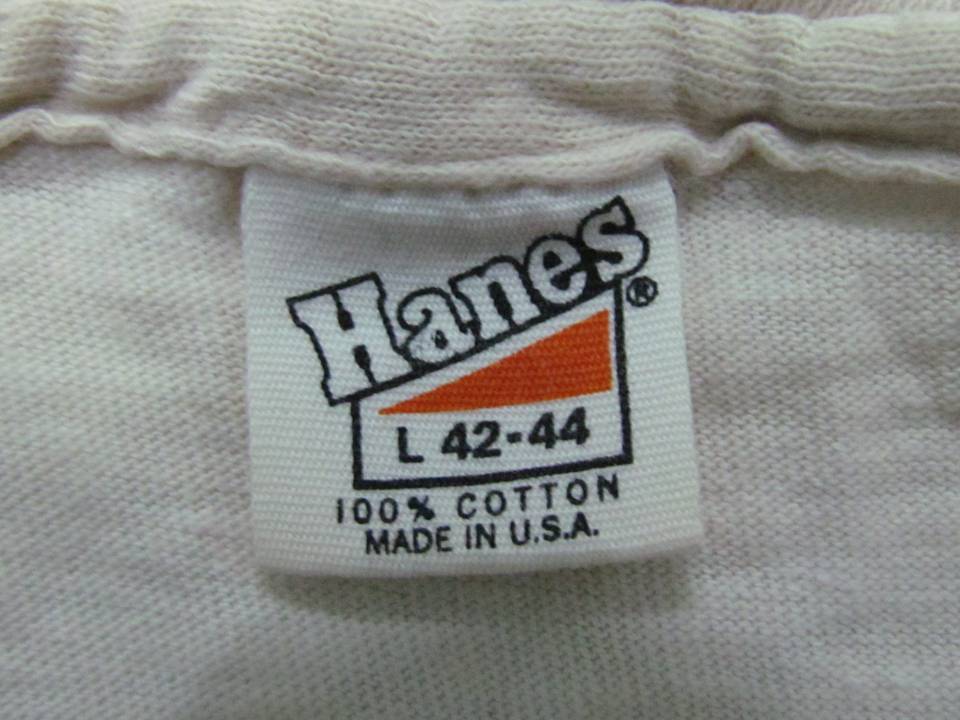 Hanes®
L 42-44
100% COTTON
MADE IN U.S.A.